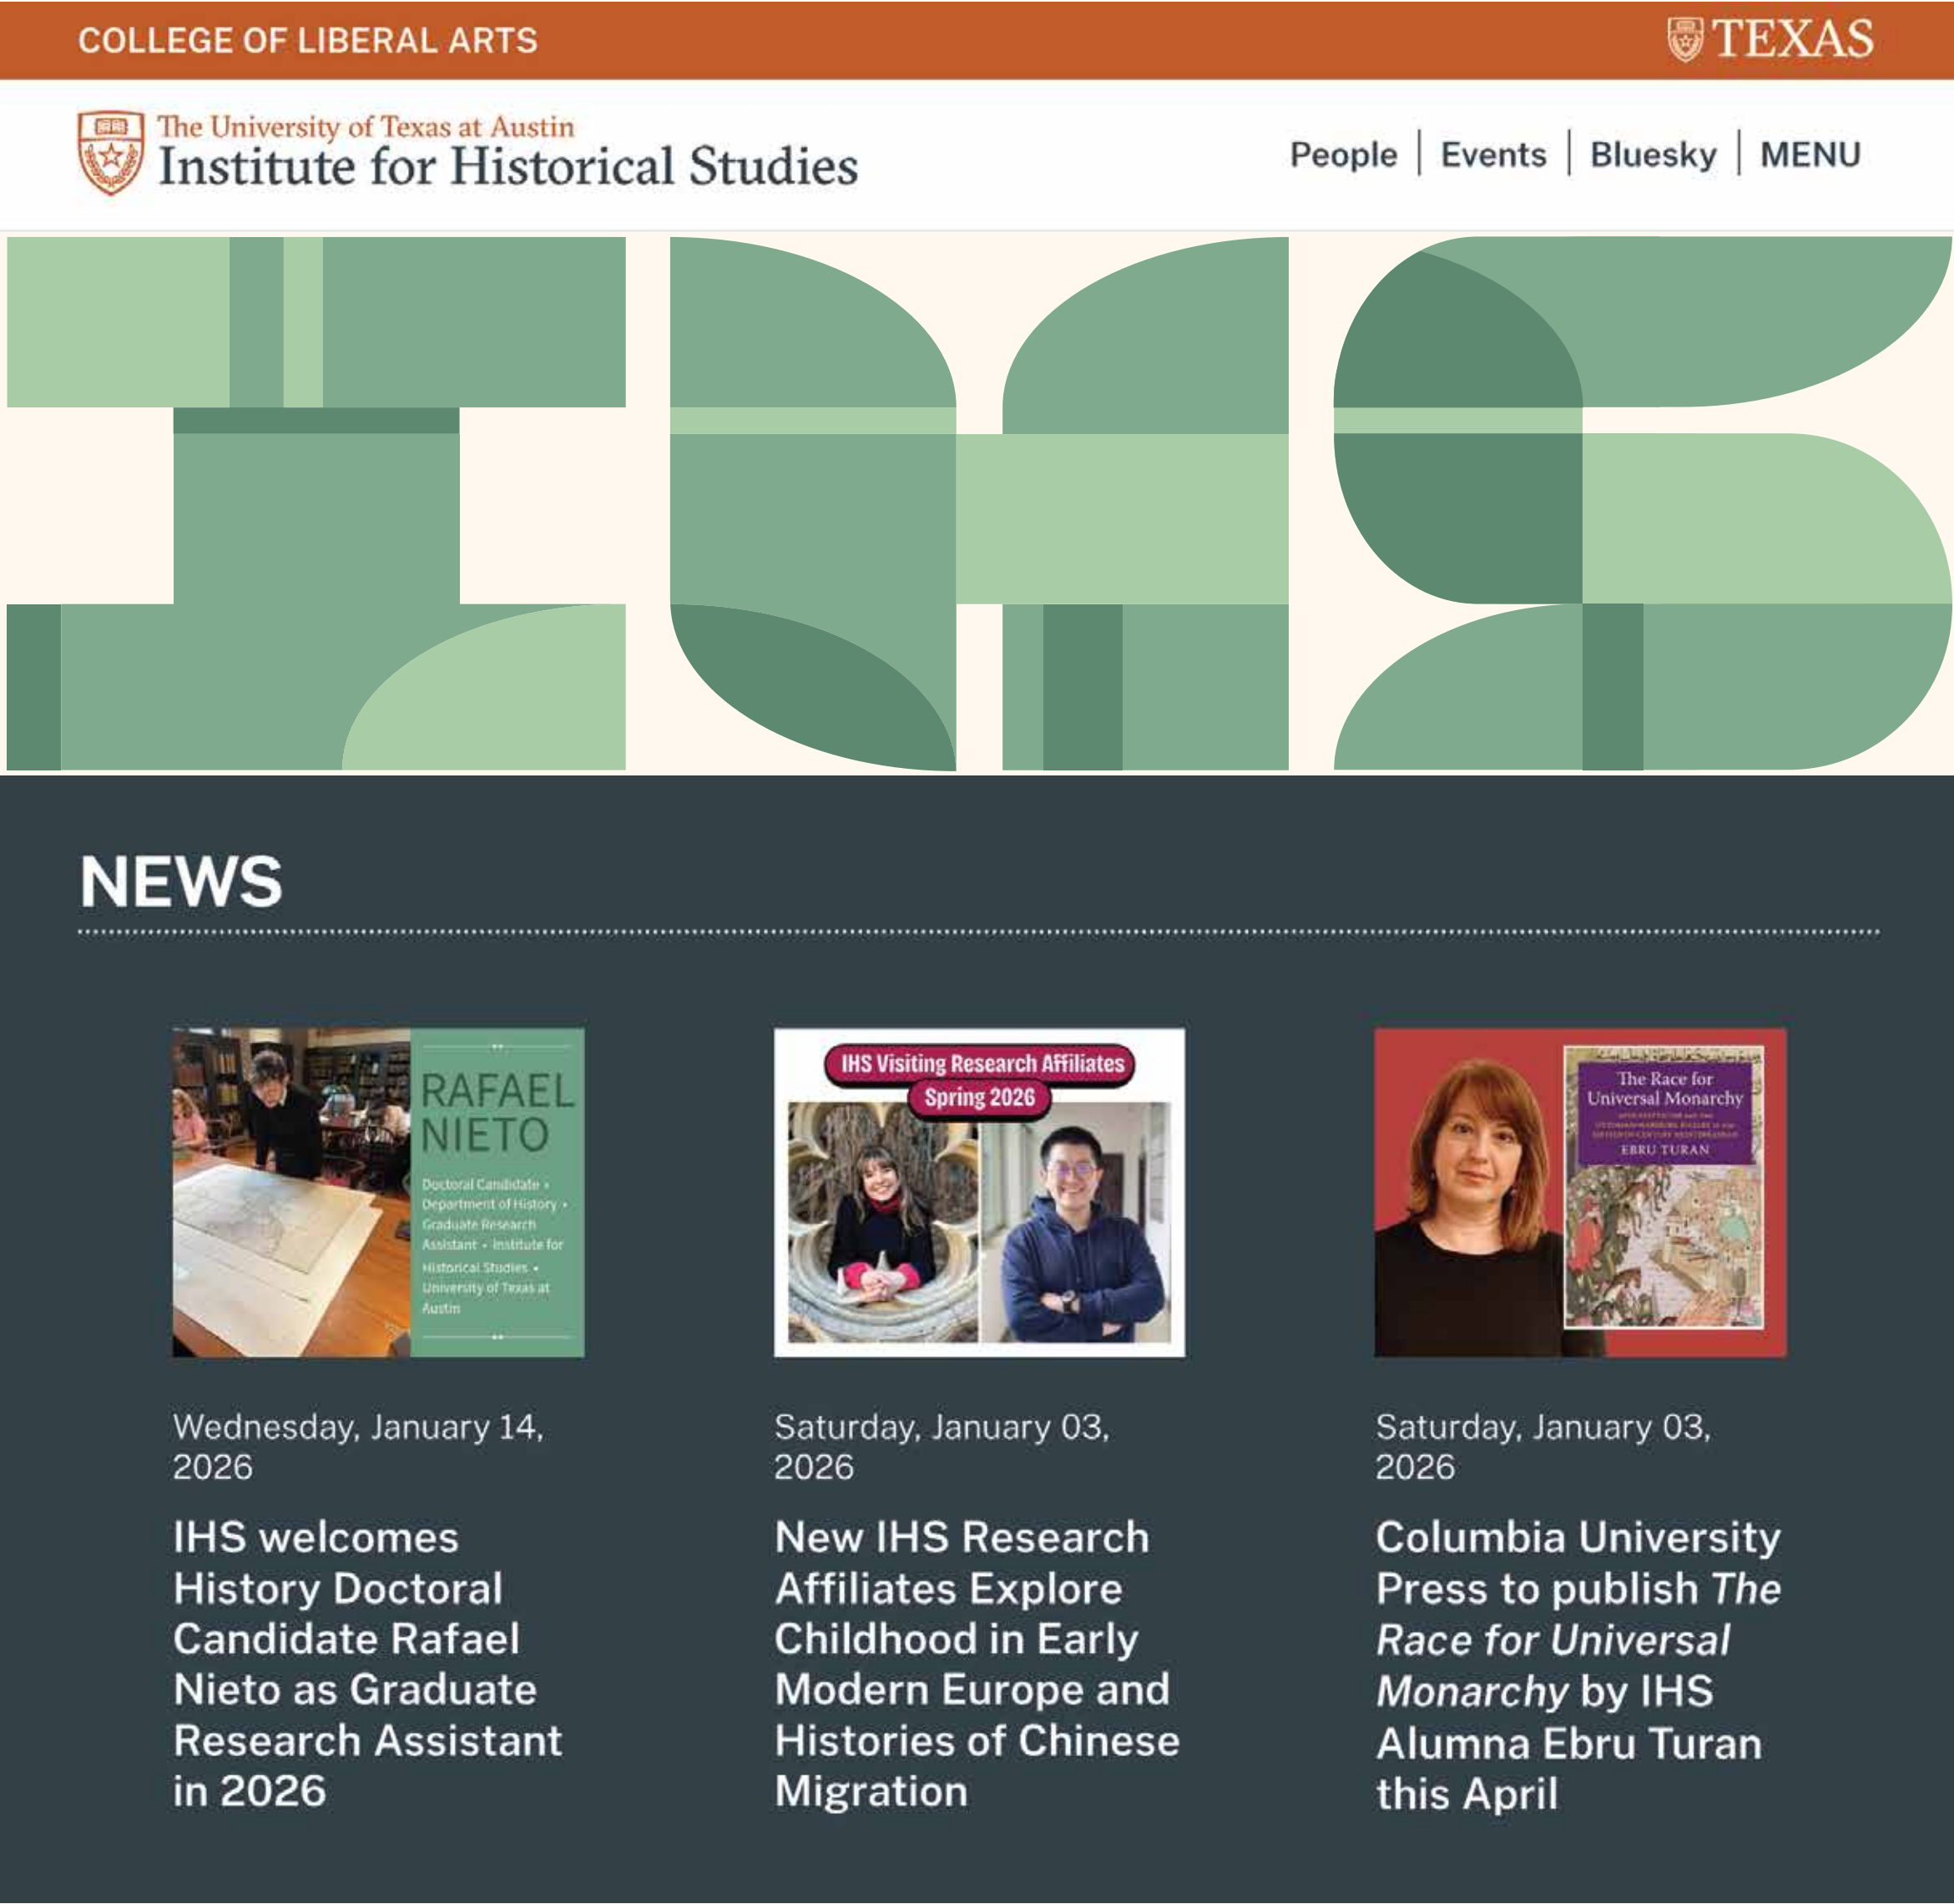 COLLEGE OF LIBERAL ARTS
TEXAS
The University of Texas at Austin
Institute for Historical Studies
People | Events | Bluesky | MENU
IHS
NEWS
RAFAEL
NIETO
Doctoral Candidate •
Department of History •
Graduate Research
Assistant • Institute for
Historical Studies •
University of Texas at
Austin
Wednesday, January 14,
2026
IHS welcomes
History Doctoral
Candidate Rafael
Nieto as Graduate
Research Assistant
in 2026
IHS Visiting Research Affiliates
Spring 2026
Saturday, January 03,
2026
New IHS Research
Affiliates Explore
Childhood in Early
Modern Europe and
Histories of Chinese
Migration
The Race for
Universal Monarchy
EBRU TURAN
Saturday, January 03,
2026
Columbia University
Press to publish The
Race for Universal
Monarchy by IHS
Alumna Ebru Turan
this April